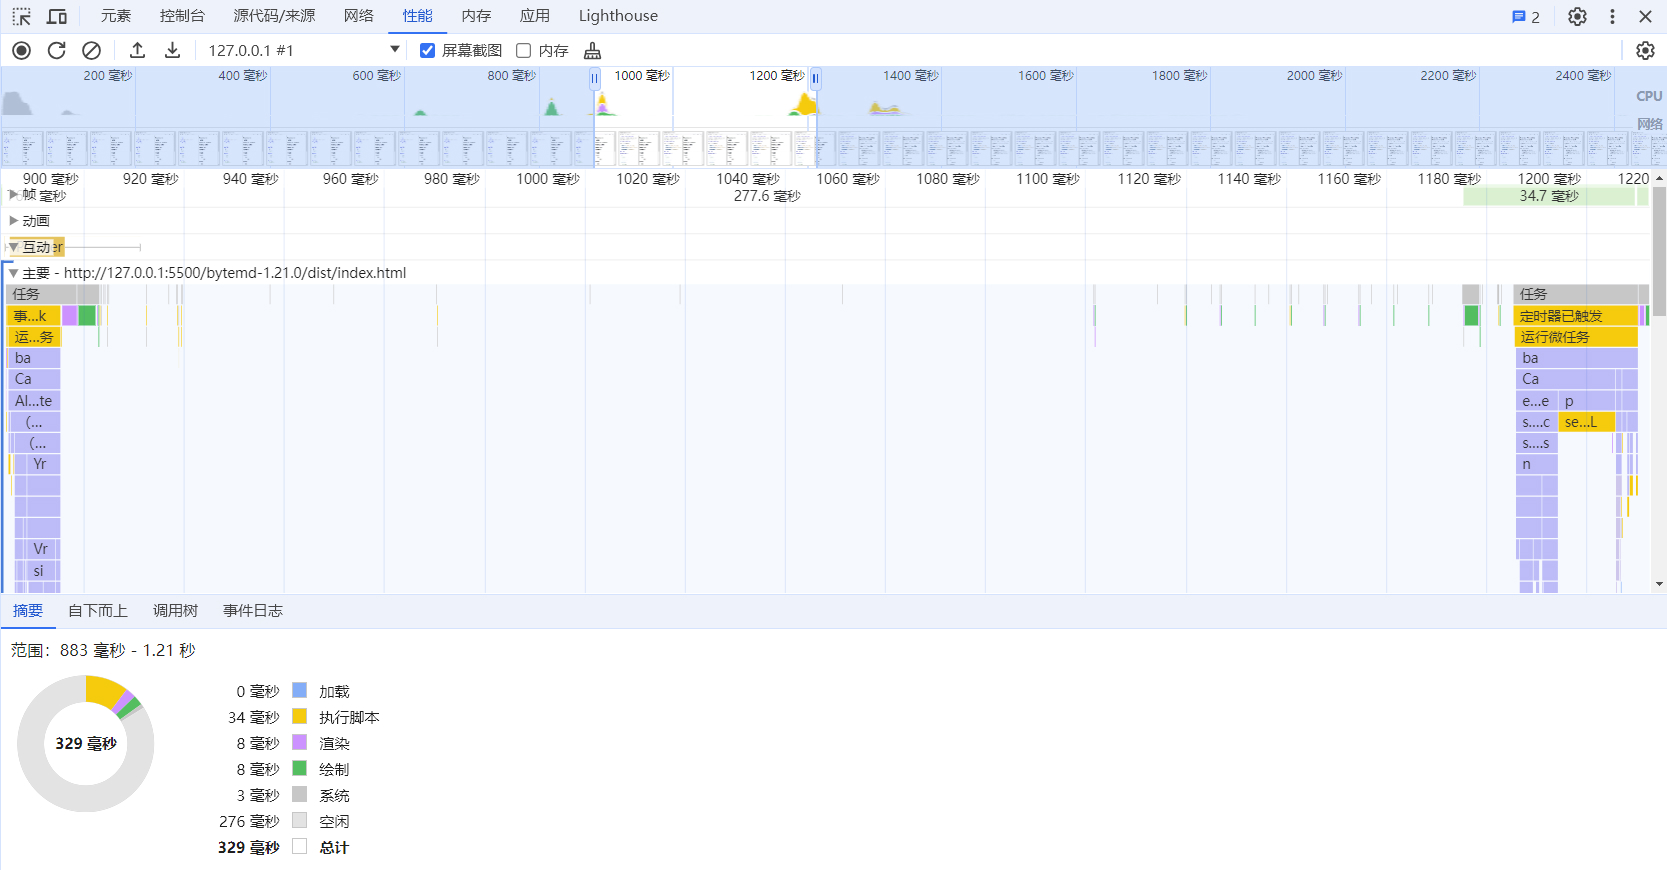 元素 控制台 源代码/来源 网络 性能 内存 应用 Lighthouse 2
127.0.0.1 #1 屏幕截图 内存
200 毫秒 400 毫秒 600 毫秒 800 毫秒 1000 毫秒 1200 毫秒 1400 毫秒 1600 毫秒 1800 毫秒 2000 毫秒 2200 毫秒 2400 毫秒
CPU
网络
900 毫秒 920 毫秒 940 毫秒 960 毫秒 980 毫秒 1000 毫秒 1020 毫秒 1040 毫秒 1060 毫秒 1080 毫秒 1100 毫秒 1120 毫秒 1140 毫秒 1160 毫秒 1180 毫秒 1200 毫秒 1220
帧 毫秒 277.6 毫秒 34.7 毫秒
动画
互动 er
主要 - http://127.0.0.1:5500/bytemd-1.21.0/dist/index.html
任务 任务
事...k 定时器已触发
运...务 运行微任务
ba ba
Ca Ca
Al...te e...e p
(... s....c se...L
(... s....s
Yr n
Vr
si
摘要 自下而上 调用树 事件日志
范围：883 毫秒 - 1.21 秒
329 毫秒
0 毫秒 加载
34 毫秒 执行脚本
8 毫秒 渲染
8 毫秒 绘制
3 毫秒 系统
276 毫秒 空闲
329 毫秒 总计